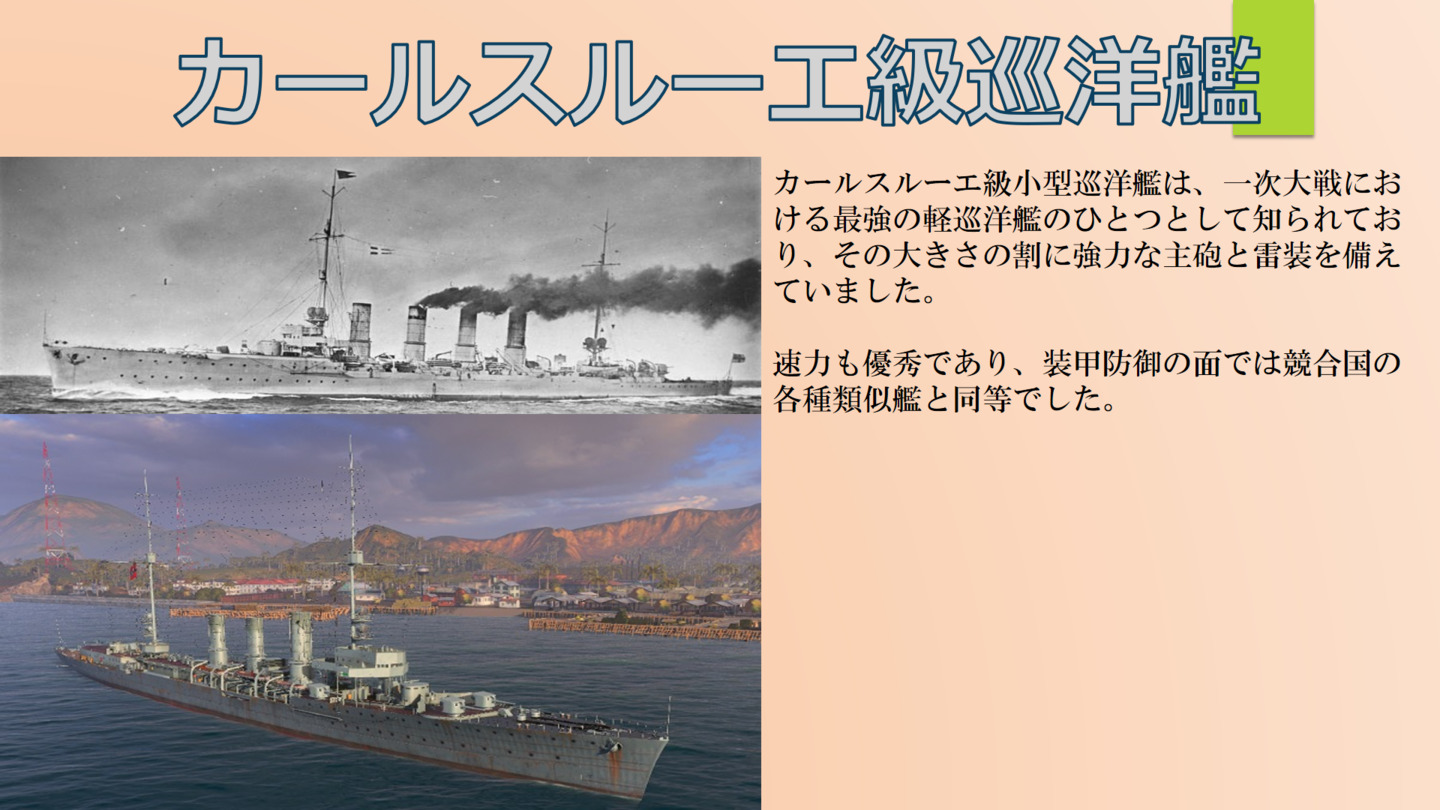 カールスルーエ級巡洋艦
カールスルーエ級小型巡洋艦は、一次大戦にお
ける最強の軽巡洋艦のひとつとして知られてお
り、その大きさの割に強力な主砲と雷装を備え
ていました。
速力も優秀であり、装甲防御の面では競合国の
各種類似艦と同等でした。